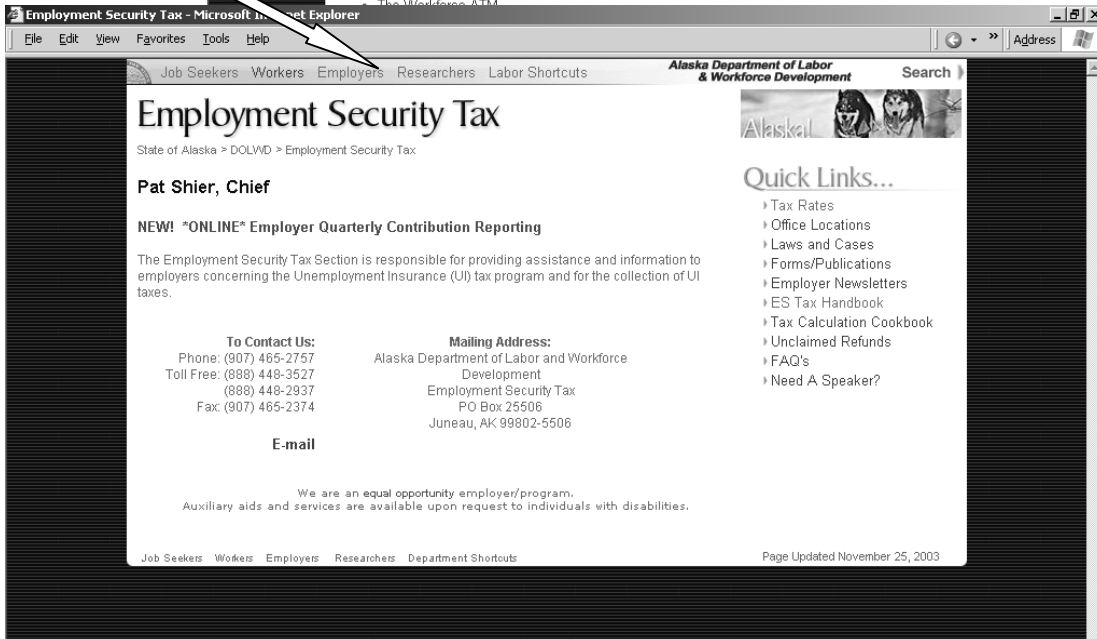 The Workforce ATM
Employment Security Tax - Microsoft Internet Explorer
File Edit View Favorites Tools Help
Address
Job Seekers Workers Employers Researchers Labor Shortcuts
Alaska Department of Labor
& Workforce Development
Search
Employment Security Tax
Alaska!
State of Alaska > DOLWD > Employment Security Tax
Pat Shier, Chief
NEW! *ONLINE* Employer Quarterly Contribution Reporting
The Employment Security Tax Section is responsible for providing assistance and information to
employers concerning the Unemployment Insurance (UI) tax program and for the collection of UI
taxes.
To Contact Us:
Phone: (907) 465-2757
Toll Free: (888) 448-3527
(888) 448-2937
Fax: (907) 465-2374
E-mail
Mailing Address:
Alaska Department of Labor and Workforce
Development
Employment Security Tax
PO Box 25506
Juneau, AK 99802-5506
Quick Links...
Tax Rates
Office Locations
Laws and Cases
Forms/Publications
Employer Newsletters
ES Tax Handbook
Tax Calculation Cookbook
Unclaimed Refunds
FAQ's
Need A Speaker?
We are an equal opportunity employer/program.
Auxiliary aids and services are available upon request to individuals with disabilities.
Job Seekers Workers Employers Researchers Department Shortcuts
Page Updated November 25, 2003